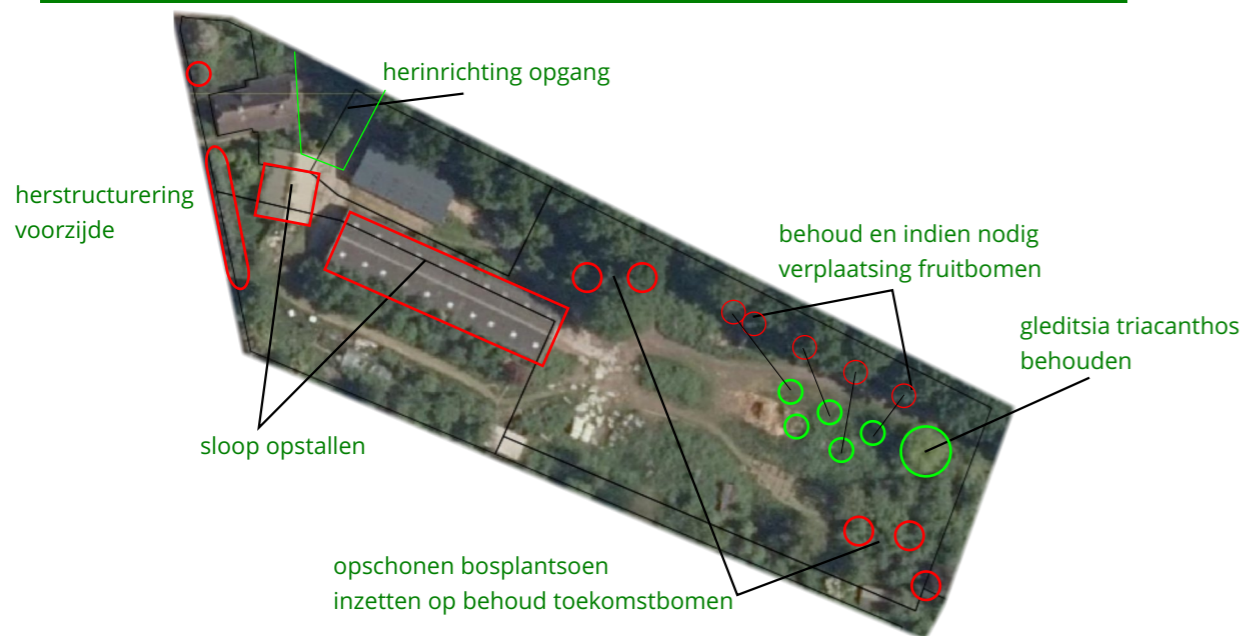 herinrichting opgang
herstructurering
voorzijde
behoud en indien nodig
verplaatsing fruitbomen
gleditsia triacanthos
behouden
sloop opstallen
opschonen bosplantsoen
inzetten op behoud toekomstbomen